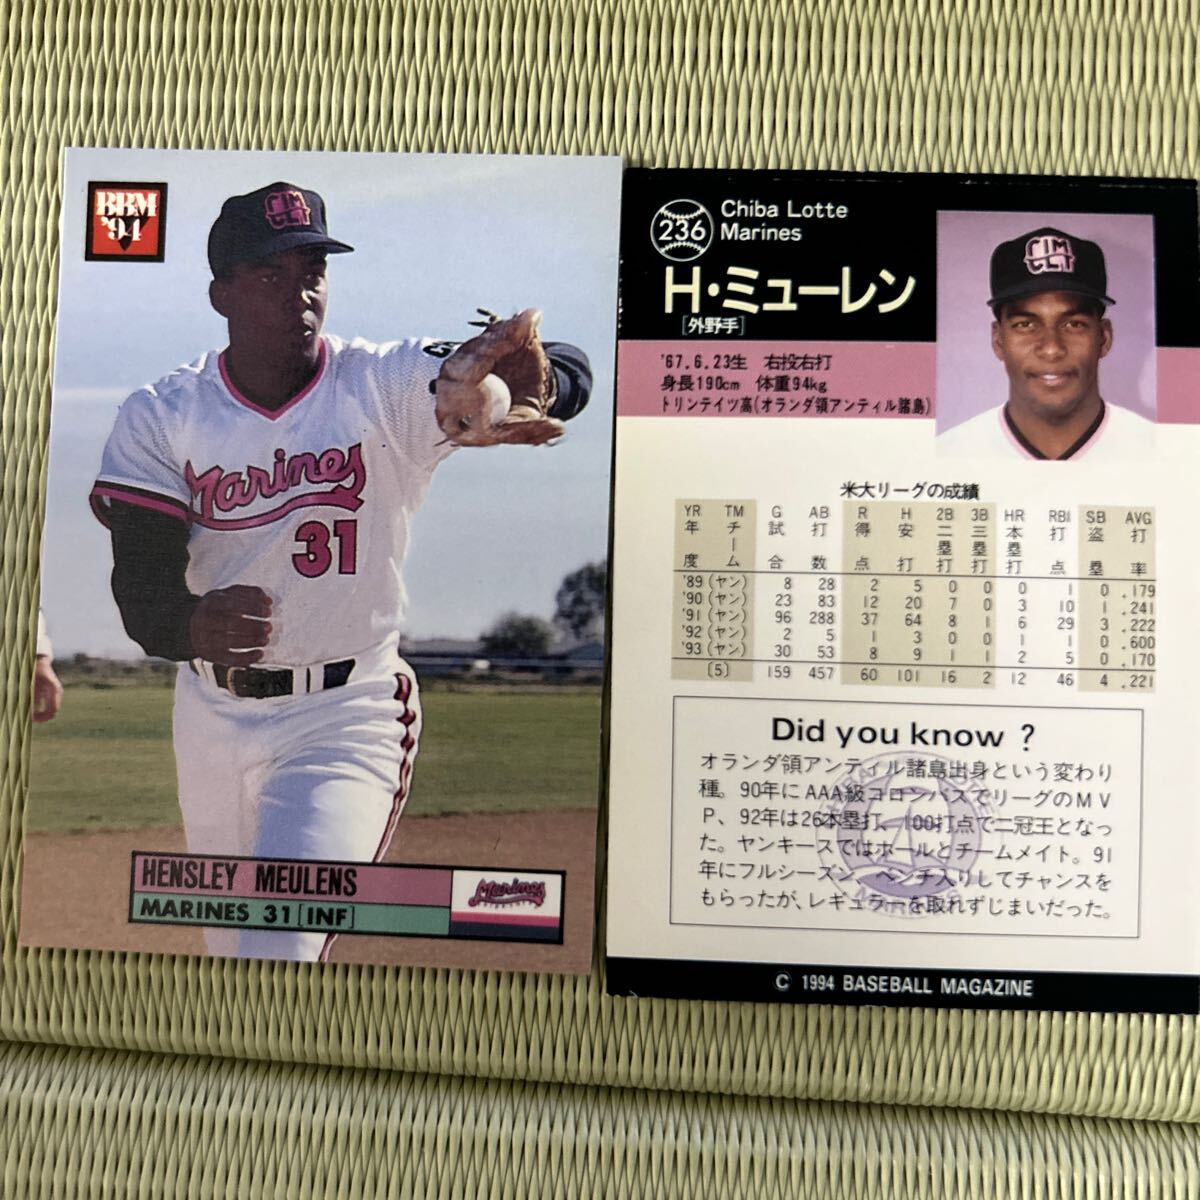 BBM
'94
CLM
Marines
31
HENSLEY MEULENS
MARINES 31 [INF]
Marines
236
Chiba Lotte
Marines
H・ミューレン
[外野手]
'67.6.23生 右投右打
身長190cm 体重94kg
トリンテイツ高(オランダ領アンティル諸島)
米大リーグの成績
YR TM G AB R H 2B 3B HR RBI SB AVG
年度 チーム 試合 打数 得点 安打 二塁打 三塁打 本塁打 打点 盗塁 打率
'89 (ヤン) 8 28 2 5 0 0 0 1 0 .179
'90 (ヤン) 23 83 12 20 7 0 3 10 1 .241
'91 (ヤン) 96 288 37 64 8 1 6 29 3 .222
'92 (ヤン) 2 5 1 3 0 0 1 1 0 .600
'93 (ヤン) 30 53 8 9 1 1 2 5 0 .170
〔5〕 159 457 60 101 16 2 12 46 4 .221
Did you know ?
オランダ領アンティル諸島出身という変わり
種。90年にAAA級コロンバスでリーグのMV
P、92年は26本塁打、100打点で二冠王となっ
た。ヤンキースではホールとチームメイト。91
年にフルシーズン、ベンチ入りしてチャンスを
もらったが、レギュラーを取れずじまいだった。
C 1994 BASEBALL MAGAZINE